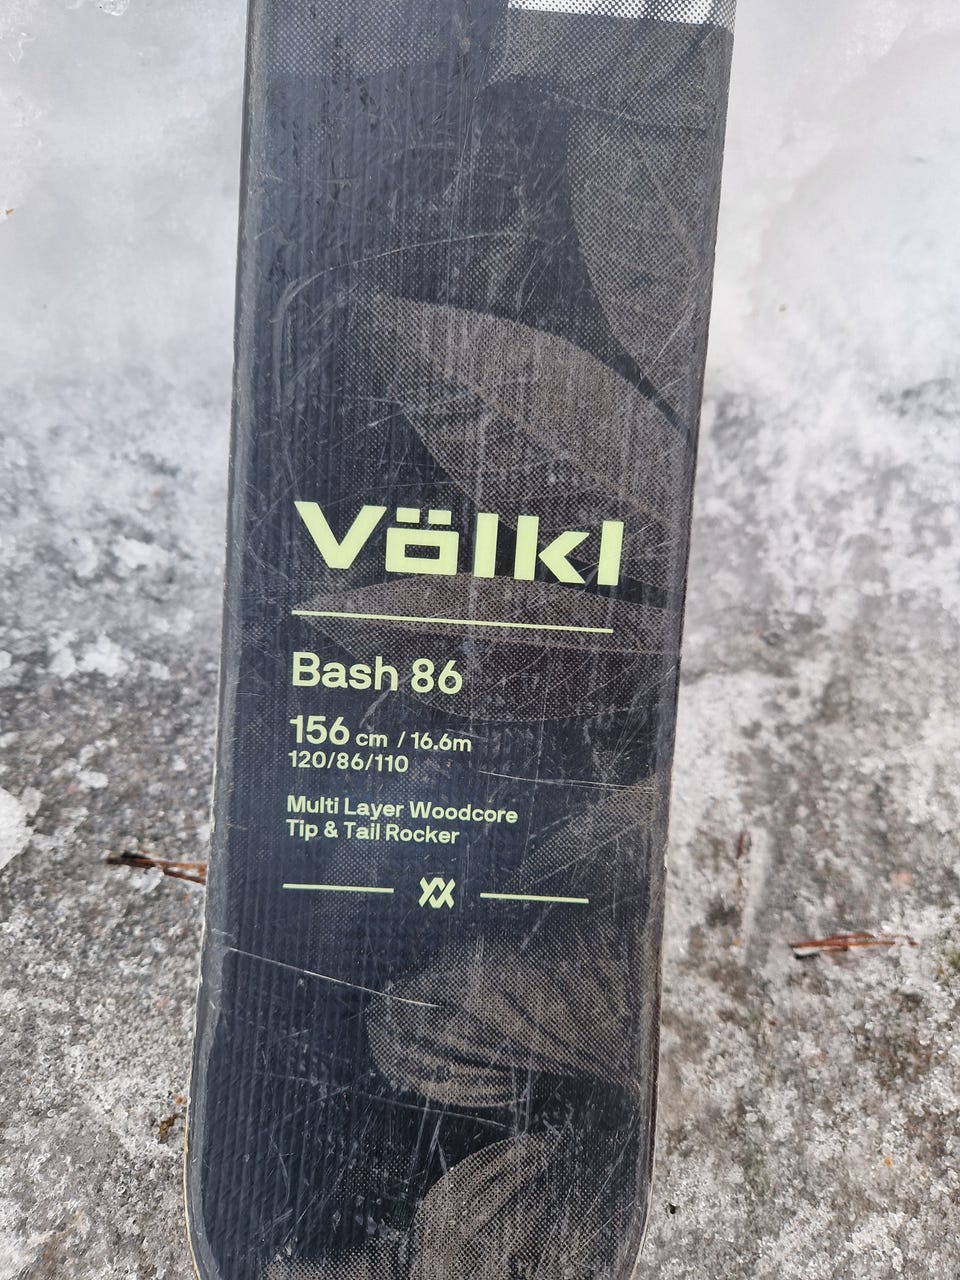 Völkl
Bash 86
156 cm / 16.6m
120/86/110
Multi Layer Woodcore
Tip & Tail Rocker